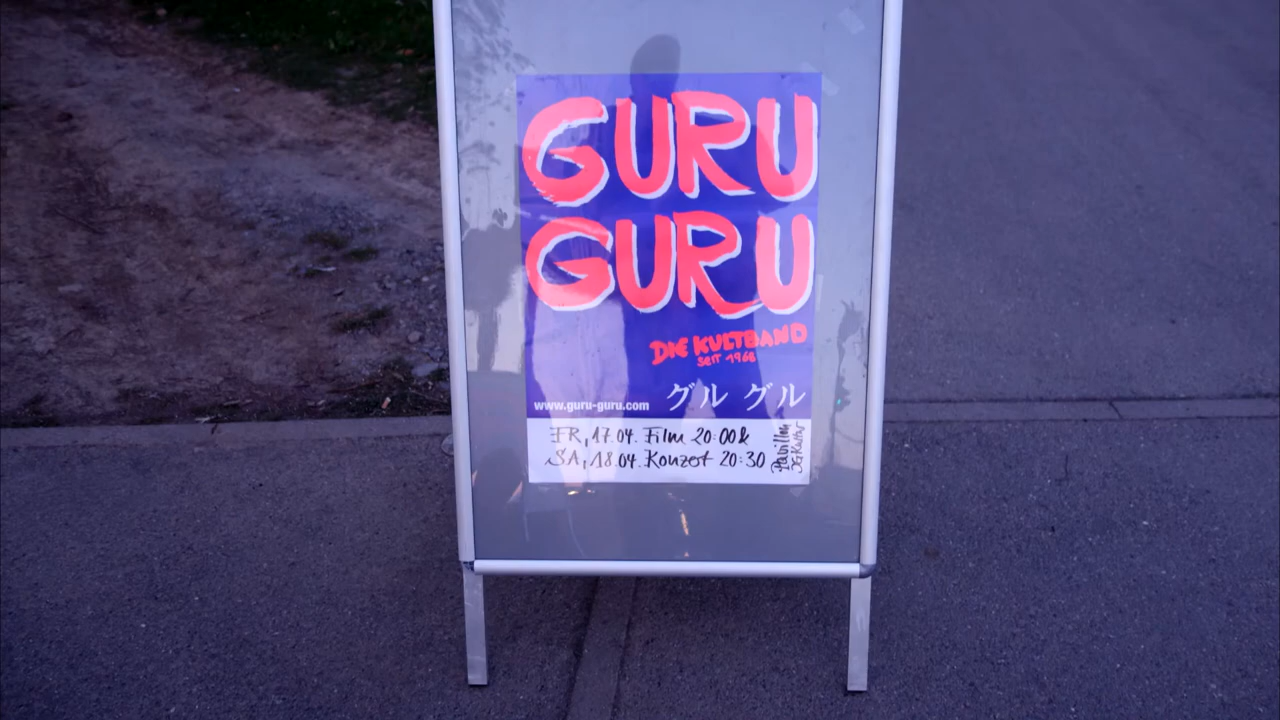 GURU
GURU
DIE KULTBAND
SEIT 1968
www.guru-guru.com
グル グル
FR, 17.04. Film 20:00h
SA, 18.04. Konzert 20:30
Pavillon